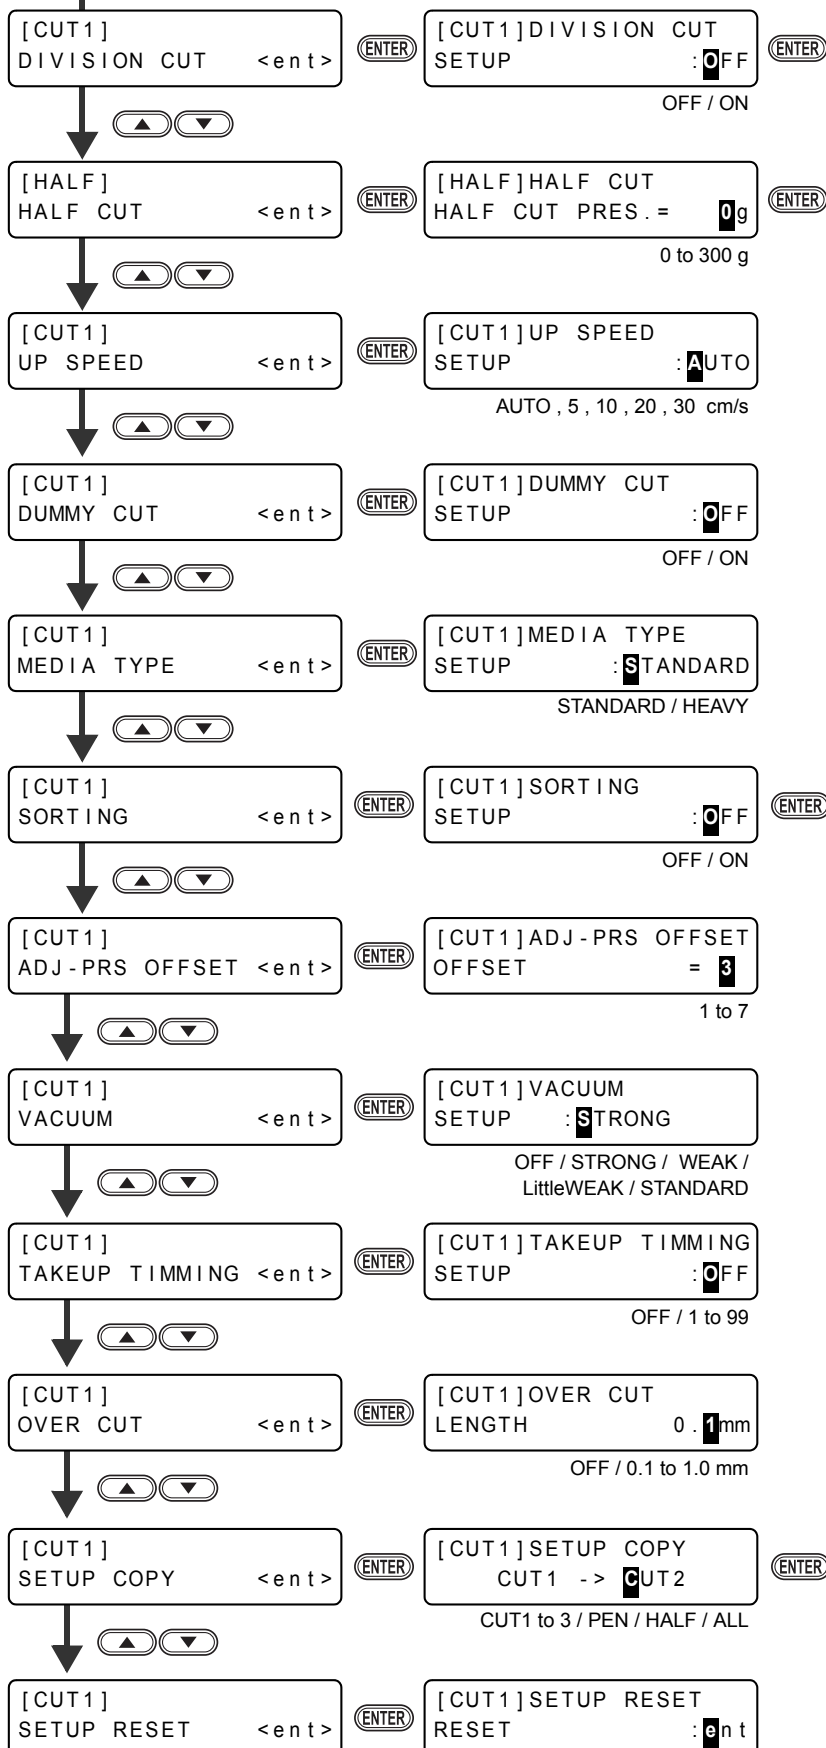 [CUT1]
DIVISION CUT <ent>
ENTER
[CUT1]DIVISION CUT
SETUP :OFF
ENTER
OFF / ON
[HALF]
HALF CUT <ent>
ENTER
[HALF]HALF CUT
HALF CUT PRES.= 0g
ENTER
0 to 300 g
[CUT1]
UP SPEED <ent>
ENTER
[CUT1]UP SPEED
SETUP :AUTO
AUTO , 5 , 10 , 20 , 30 cm/s
[CUT1]
DUMMY CUT <ent>
ENTER
[CUT1]DUMMY CUT
SETUP :OFF
OFF / ON
[CUT1]
MEDIA TYPE <ent>
ENTER
[CUT1]MEDIA TYPE
SETUP :STANDARD
STANDARD / HEAVY
[CUT1]
SORTING <ent>
ENTER
[CUT1]SORTING
SETUP :OFF
ENTER
OFF / ON
[CUT1]
ADJ-PRS OFFSET <ent>
ENTER
[CUT1]ADJ-PRS OFFSET
OFFSET = 3
1 to 7
[CUT1]
VACUUM <ent>
ENTER
[CUT1]VACUUM
SETUP :STRONG
OFF / STRONG / WEAK /
LittleWEAK / STANDARD
[CUT1]
TAKEUP TIMMING <ent>
ENTER
[CUT1]TAKEUP TIMMING
SETUP :OFF
OFF / 1 to 99
[CUT1]
OVER CUT <ent>
ENTER
[CUT1]OVER CUT
LENGTH 0.1mm
OFF / 0.1 to 1.0 mm
[CUT1]
SETUP COPY <ent>
ENTER
[CUT1]SETUP COPY
CUT1 -> CUT2
ENTER
CUT1 to 3 / PEN / HALF / ALL
[CUT1]
SETUP RESET <ent>
ENTER
[CUT1]SETUP RESET
RESET :ent